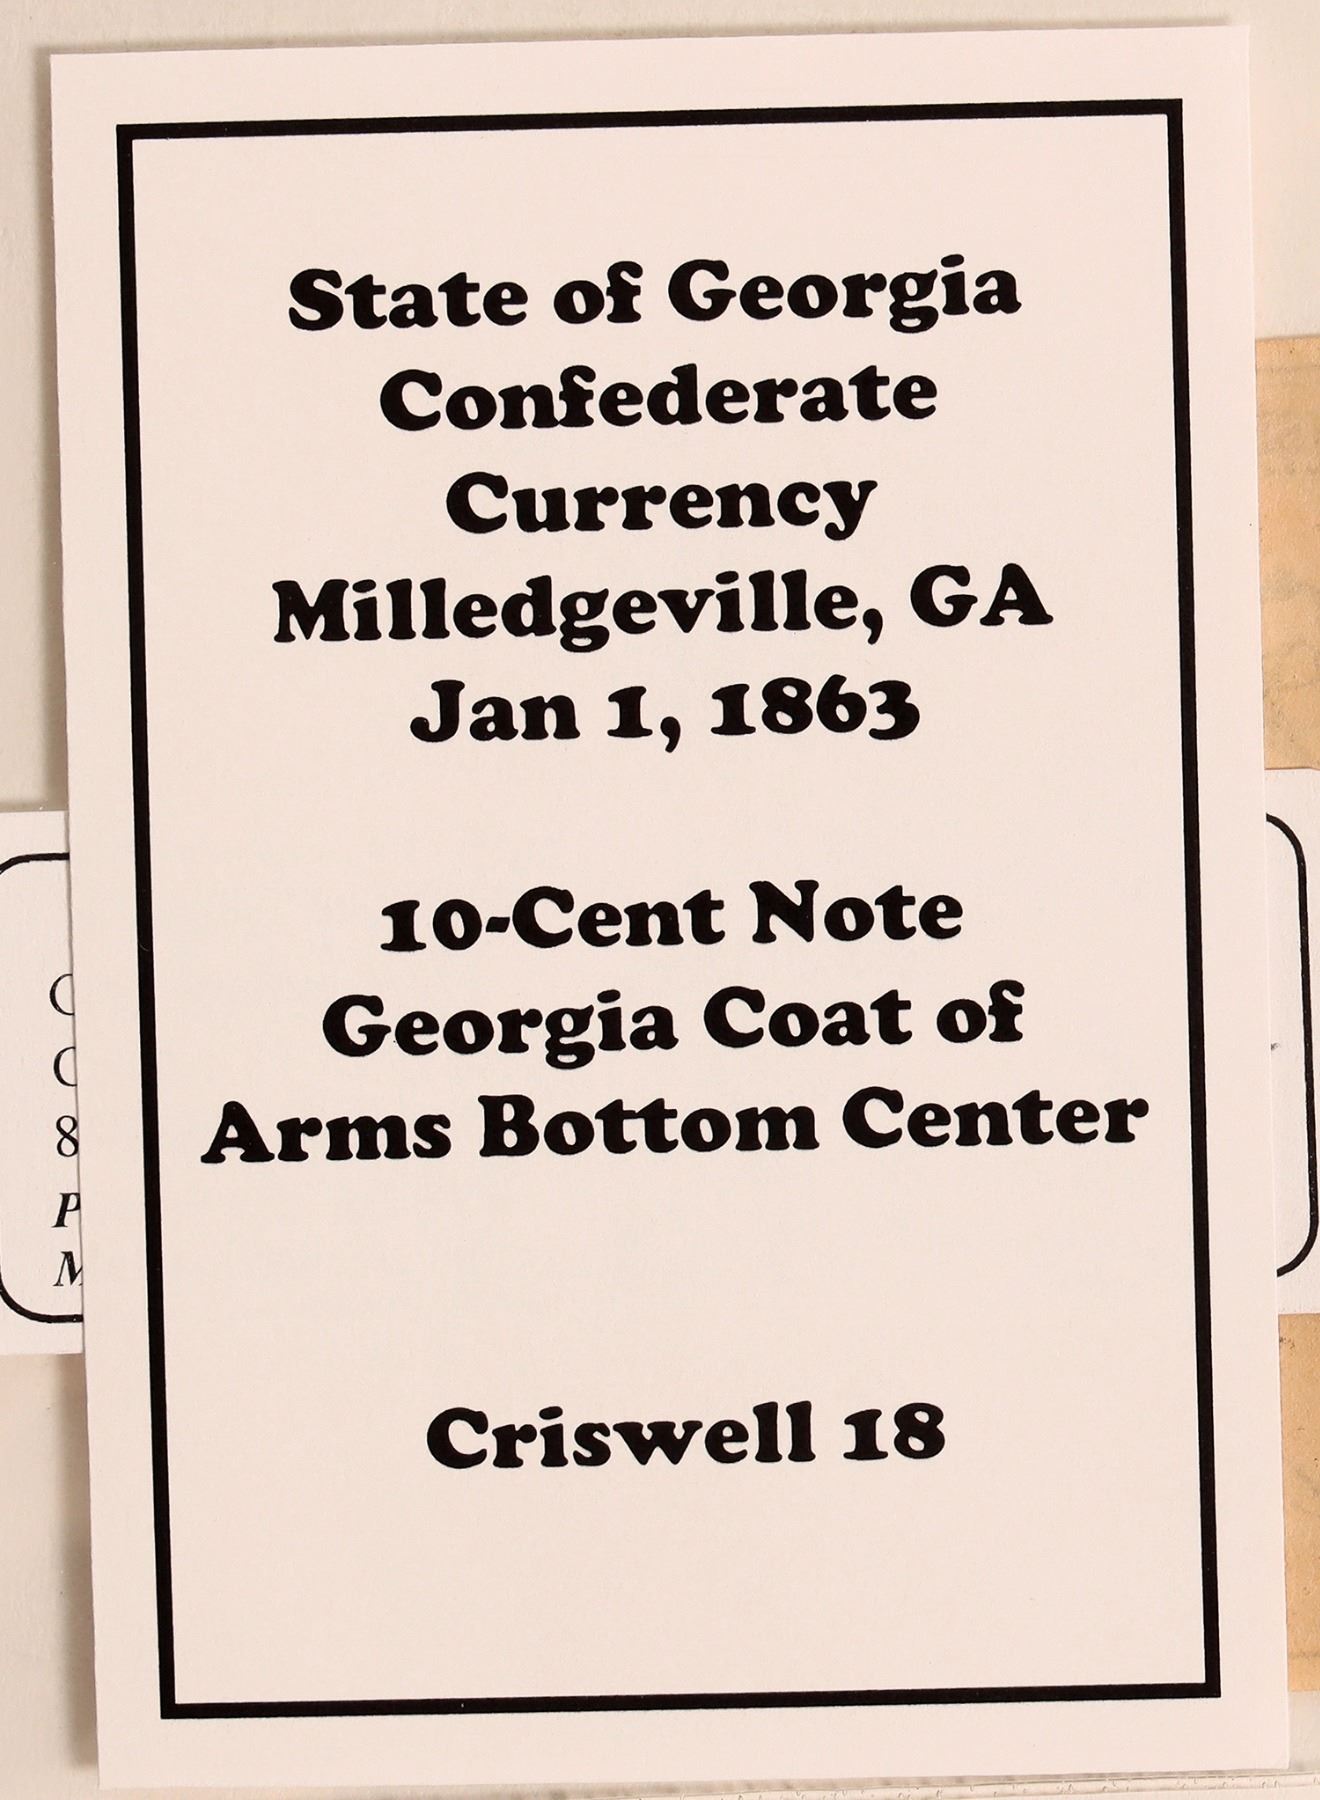 State of Georgia
Confederate
Currency
Milledgeville, GA
Jan 1, 1863
10-Cent Note
Georgia Coat of
Arms Bottom Center
Criswell 18